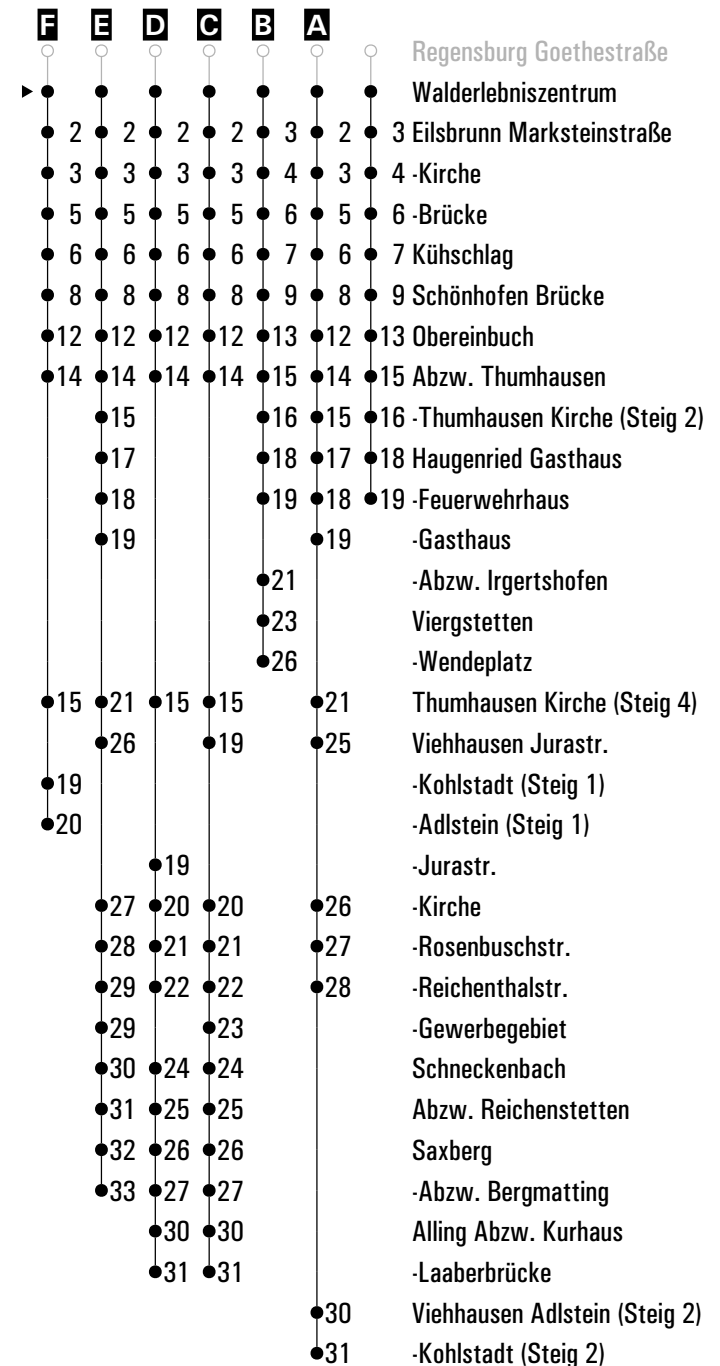 F E D C B A
Regensburg Goethestraße
Walderlebniszentrum
2 2 2 2 3 2 3 Eilsbrunn Marksteinstraße
3 3 3 3 4 3 4 -Kirche
5 5 5 5 6 5 6 -Brücke
6 6 6 6 7 6 7 Kühschlag
8 8 8 8 9 8 9 Schönhofen Brücke
12 12 12 12 13 12 13 Obereinbuch
14 14 14 14 15 14 15 Abzw. Thumhausen
15 16 15 16 -Thumhausen Kirche (Steig 2)
17 18 17 18 Haugenried Gasthaus
18 19 18 19 -Feuerwehrhaus
19 19 -Gasthaus
21 -Abzw. Irgertshofen
23 Viergstetten
26 -Wendeplatz
15 21 15 15 21 Thumhausen Kirche (Steig 4)
26 19 25 Viehhausen Jurastr.
19 -Kohlstadt (Steig 1)
20 -Adlstein (Steig 1)
19 -Jurastr.
27 20 20 26 -Kirche
28 21 21 27 -Rosenbuschstr.
29 22 22 28 -Reichenthalstr.
29 23 -Gewerbegebiet
30 24 24 Schneckenbach
31 25 25 Abzw. Reichenstetten
32 26 26 Saxberg
33 27 27 -Abzw. Bergmatting
30 30 Alling Abzw. Kurhaus
31 31 -Laaberbrücke
30 Viehhausen Adlstein (Steig 2)
31 -Kohlstadt (Steig 2)